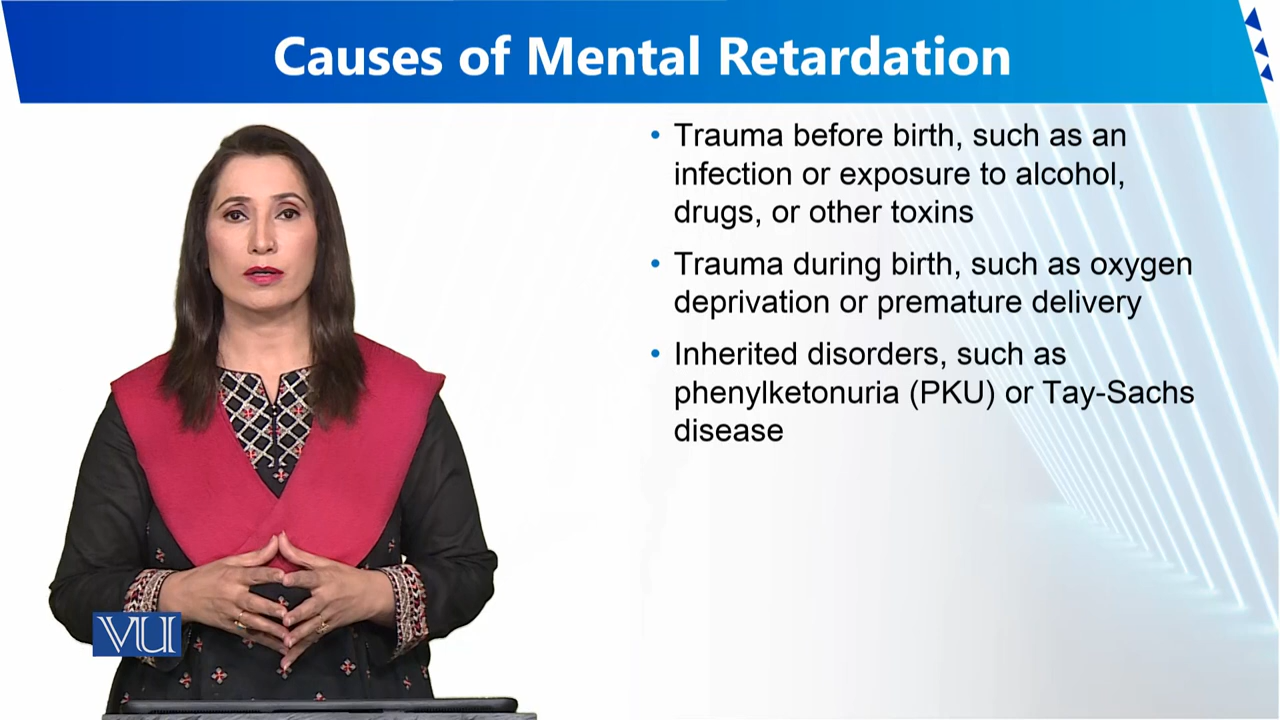 Causes of Mental Retardation
• Trauma before birth, such as an
infection or exposure to alcohol,
drugs, or other toxins
• Trauma during birth, such as oxygen
deprivation or premature delivery
• Inherited disorders, such as
phenylketonuria (PKU) or Tay-Sachs
disease
VU